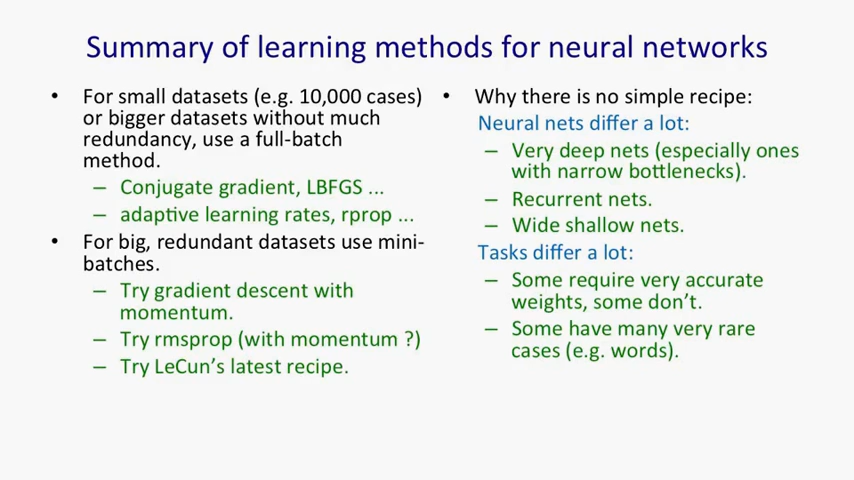 Summary of learning methods for neural networks
• For small datasets (e.g. 10,000 cases)
or bigger datasets without much
redundancy, use a full-batch
method.
– Conjugate gradient, LBFGS ...
– adaptive learning rates, rprop ...
• For big, redundant datasets use mini-
batches.
– Try gradient descent with
momentum.
– Try rmsprop (with momentum ?)
– Try LeCun's latest recipe.
• Why there is no simple recipe:
Neural nets differ a lot:
– Very deep nets (especially ones
with narrow bottlenecks).
– Recurrent nets.
– Wide shallow nets.
Tasks differ a lot:
– Some require very accurate
weights, some don't.
– Some have many very rare
cases (e.g. words).